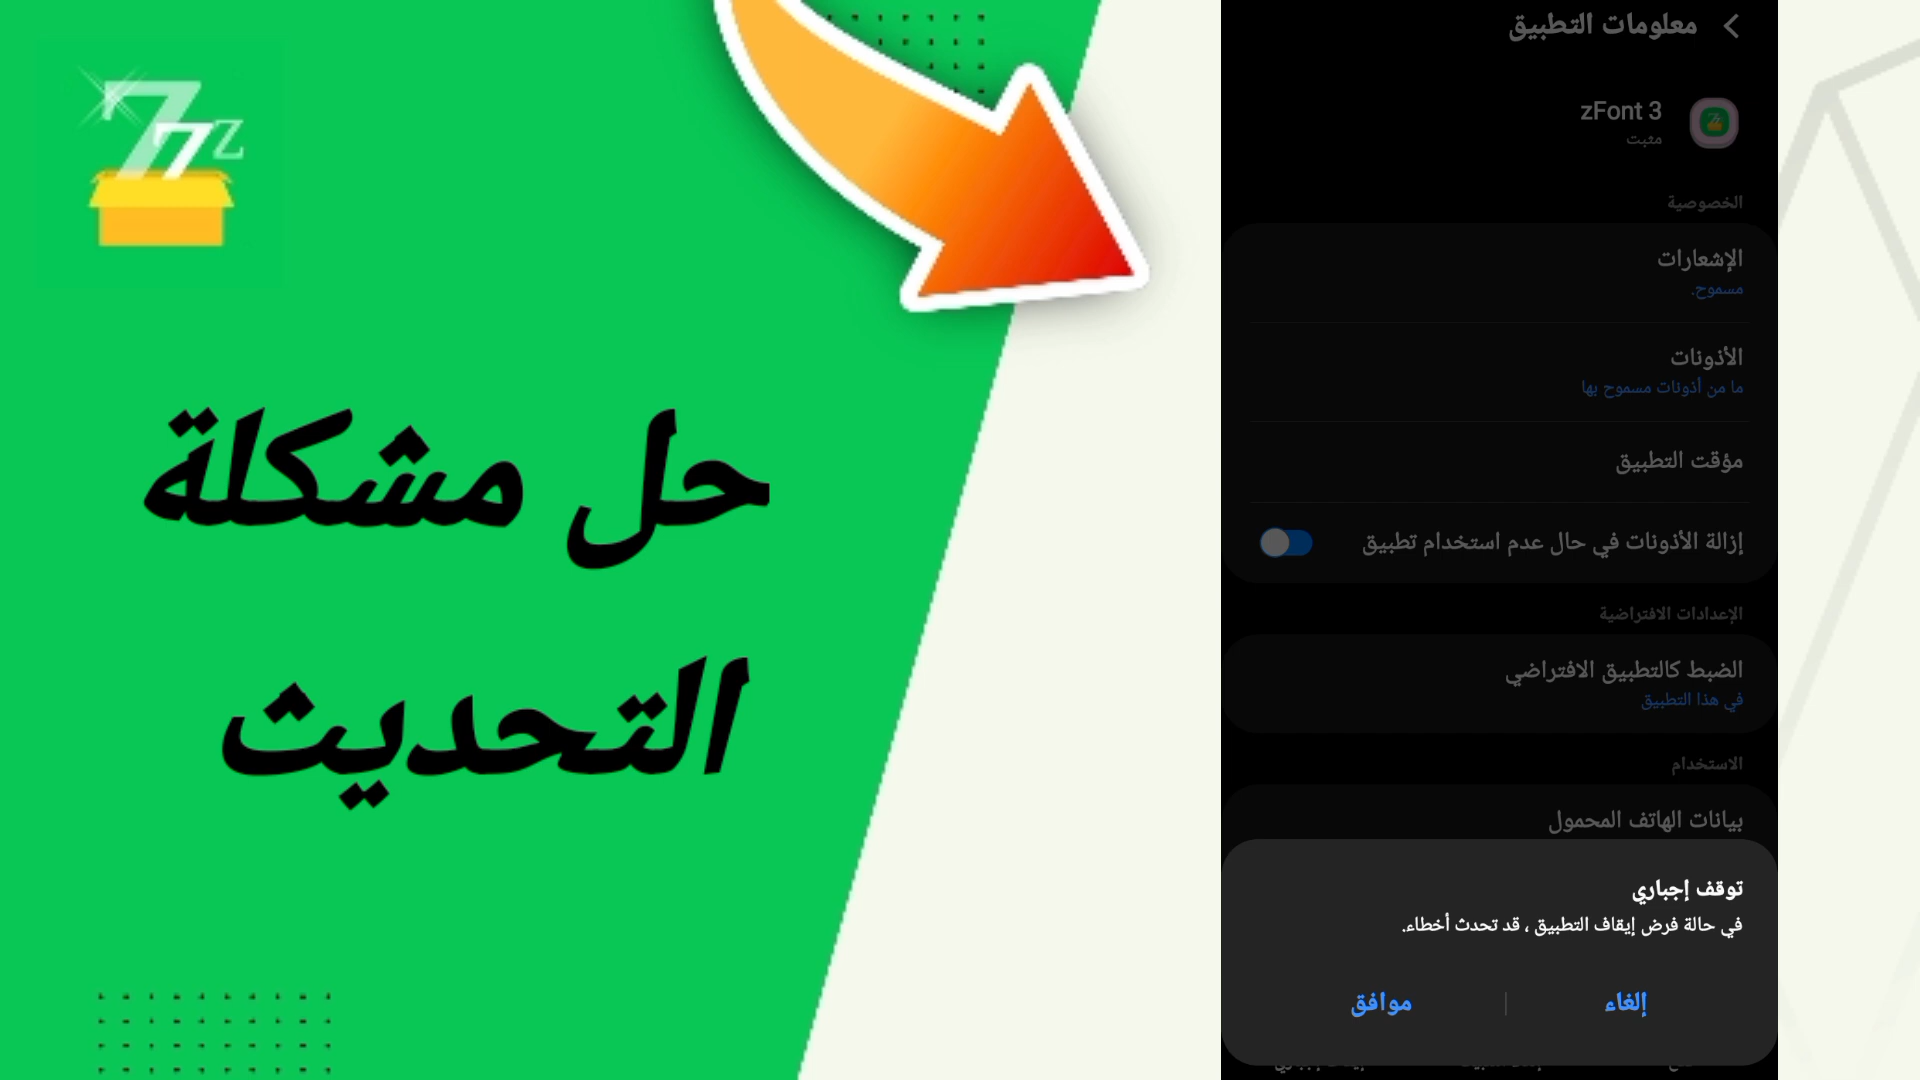 حل مشكلة
التحديث
معلومات التطبيق
zFont 3
مثبت
الخصوصية
الإشعارات
مسموح.
الأذونات
ما من أذونات مسموح بها
مؤقت التطبيق
إزالة الأذونات في حال عدم استخدام تطبيق
الإعدادات الافتراضية
الضبط كالتطبيق الافتراضي
في هذا التطبيق
الاستخدام
بيانات الهاتف المحمول
توقف إجباري
في حالة فرض إيقاف التطبيق ، قد تحدث أخطاء.
إلغاء
موافق